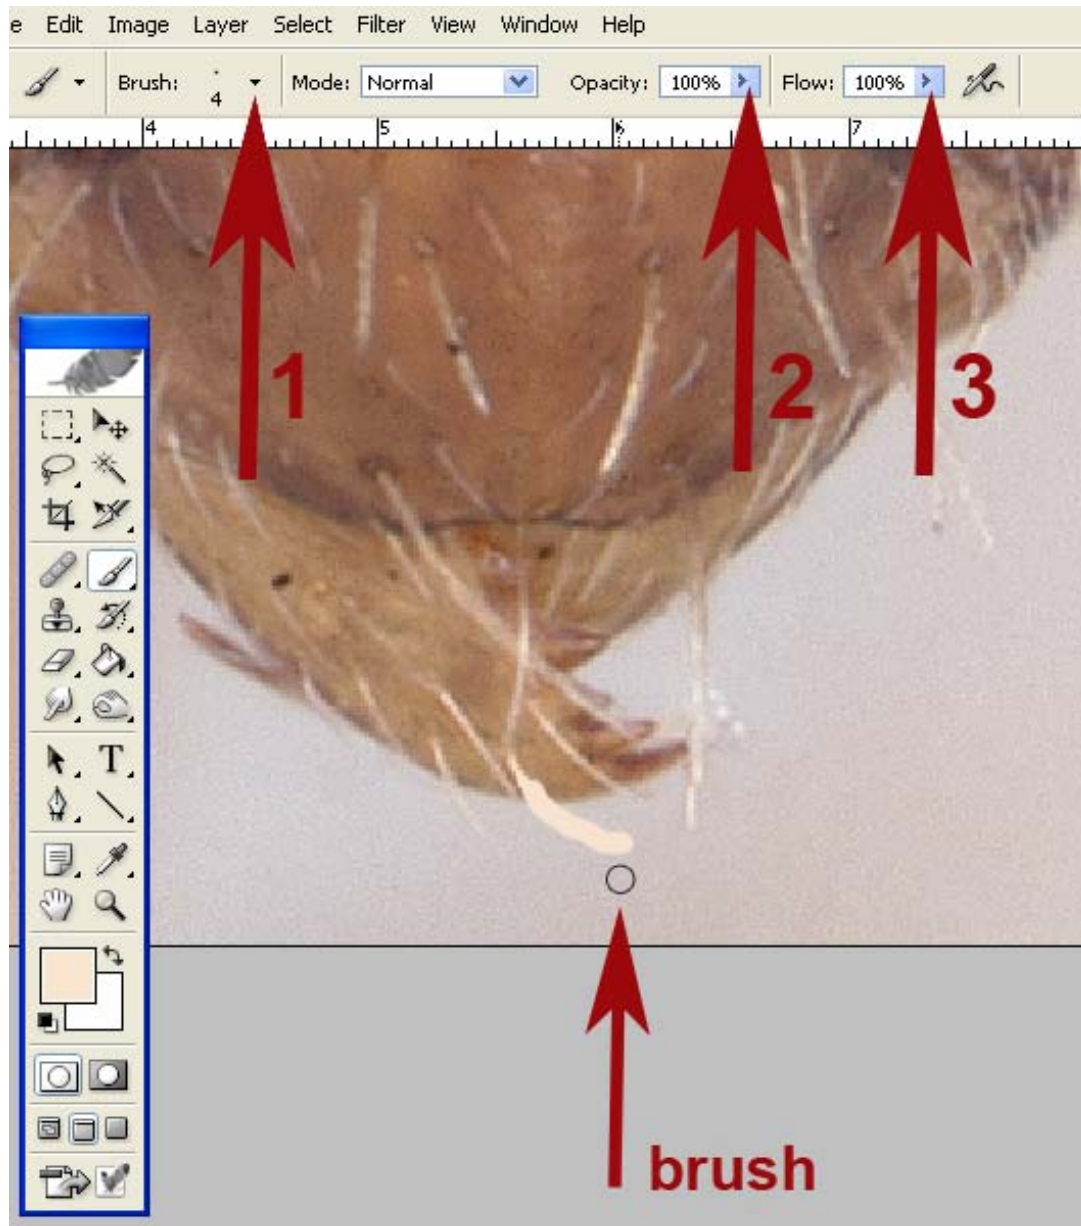 e Edit Image Layer Select Filter View Window Help
Brush: 4 Mode: Normal Opacity: 100% Flow: 100%
4 5 6 7
1 2 3
T
brush